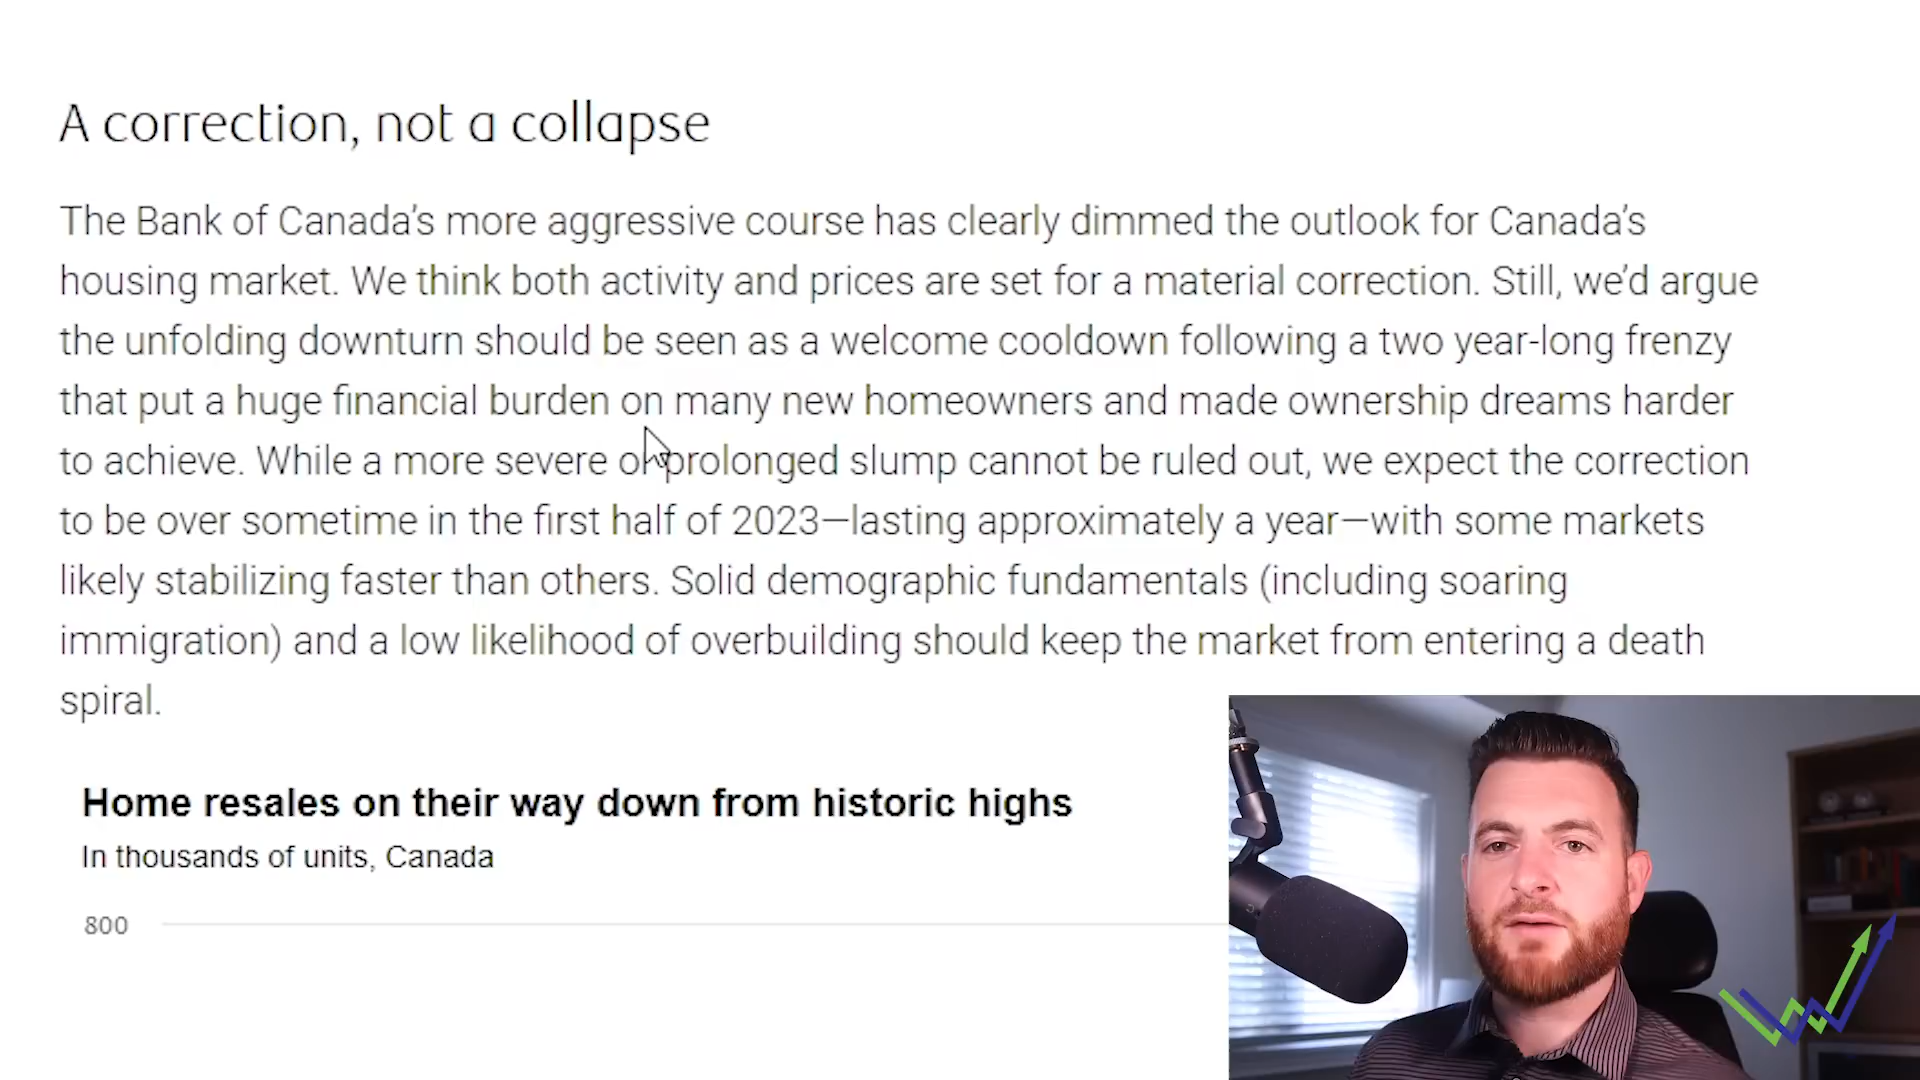 A correction, not a collapse
The Bank of Canada’s more aggressive course has clearly dimmed the outlook for Canada’s
housing market. We think both activity and prices are set for a material correction. Still, we’d argue
the unfolding downturn should be seen as a welcome cooldown following a two year-long frenzy
that put a huge financial burden on many new homeowners and made ownership dreams harder
to achieve. While a more severe or prolonged slump cannot be ruled out, we expect the correction
to be over sometime in the first half of 2023—lasting approximately a year—with some markets
likely stabilizing faster than others. Solid demographic fundamentals (including soaring
immigration) and a low likelihood of overbuilding should keep the market from entering a death
spiral.
Home resales on their way down from historic highs
In thousands of units, Canada
800